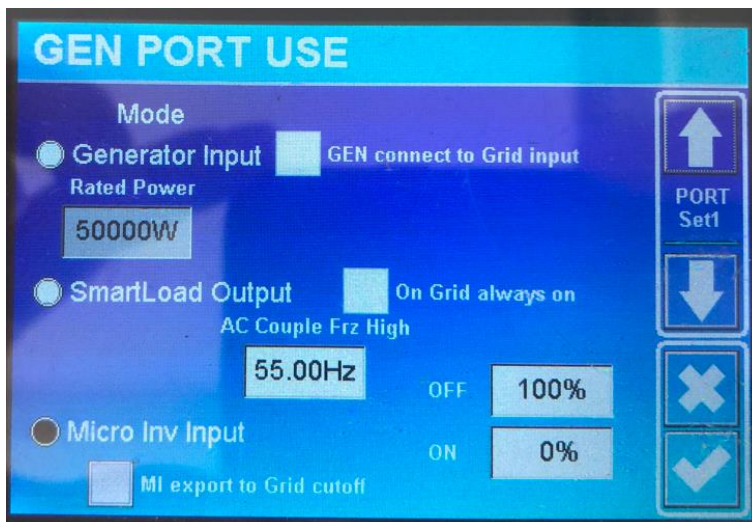 GEN PORT USE
Mode
Generator Input
GEN connect to Grid input
Rated Power
50000W
SmartLoad Output
On Grid always on
AC Couple Frz High
55.00Hz
OFF 100%
Micro Inv Input
ON 0%
MI export to Grid cutoff
PORT
Set1